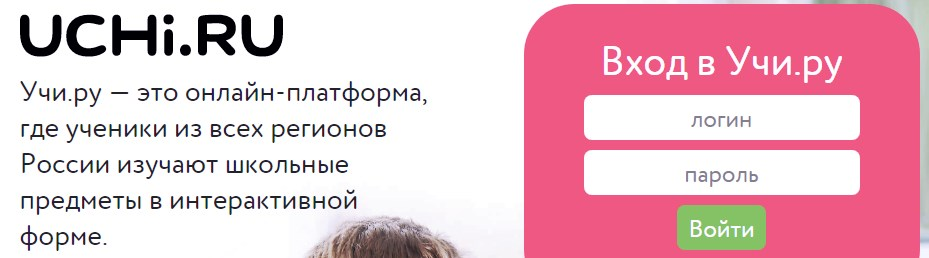 UCHi.RU
Учи.ру — это онлайн-платформа,
где ученики из всех регионов
России изучают школьные
предметы в интерактивной
форме.
Вход в Учи.ру
логин
пароль
Войти